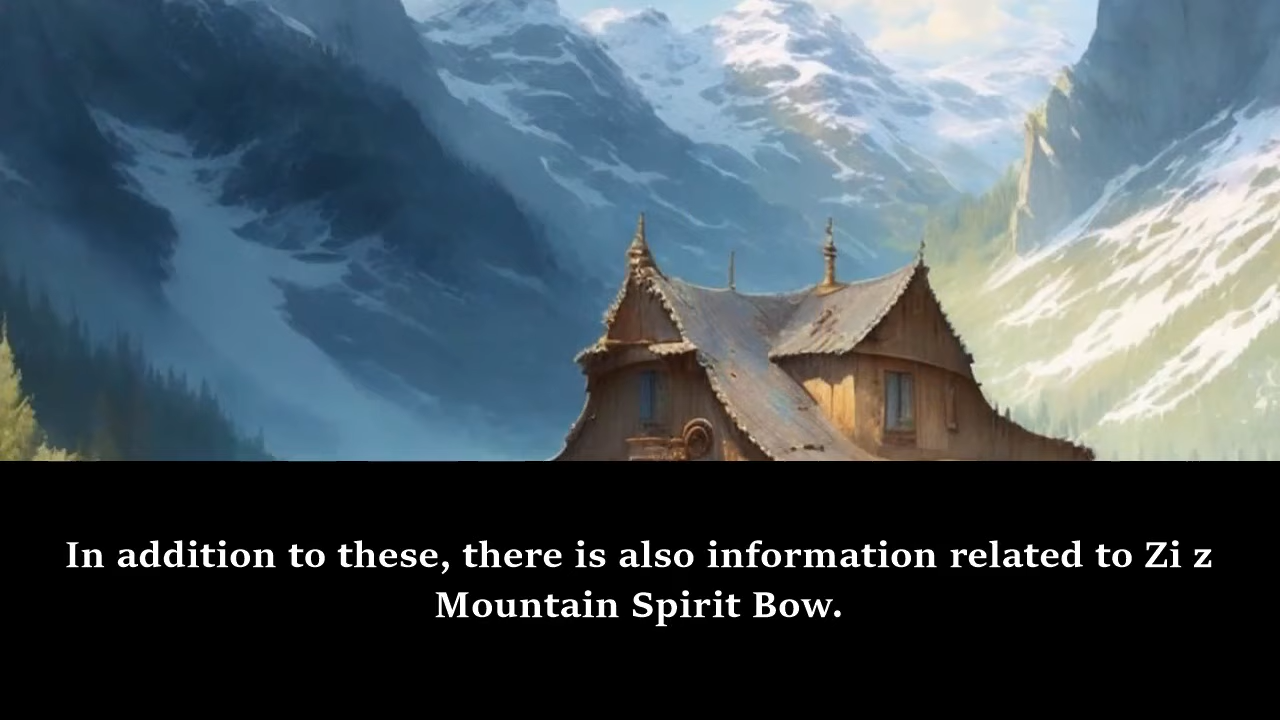 In addition to these, there is also information related to Zi z
Mountain Spirit Bow.